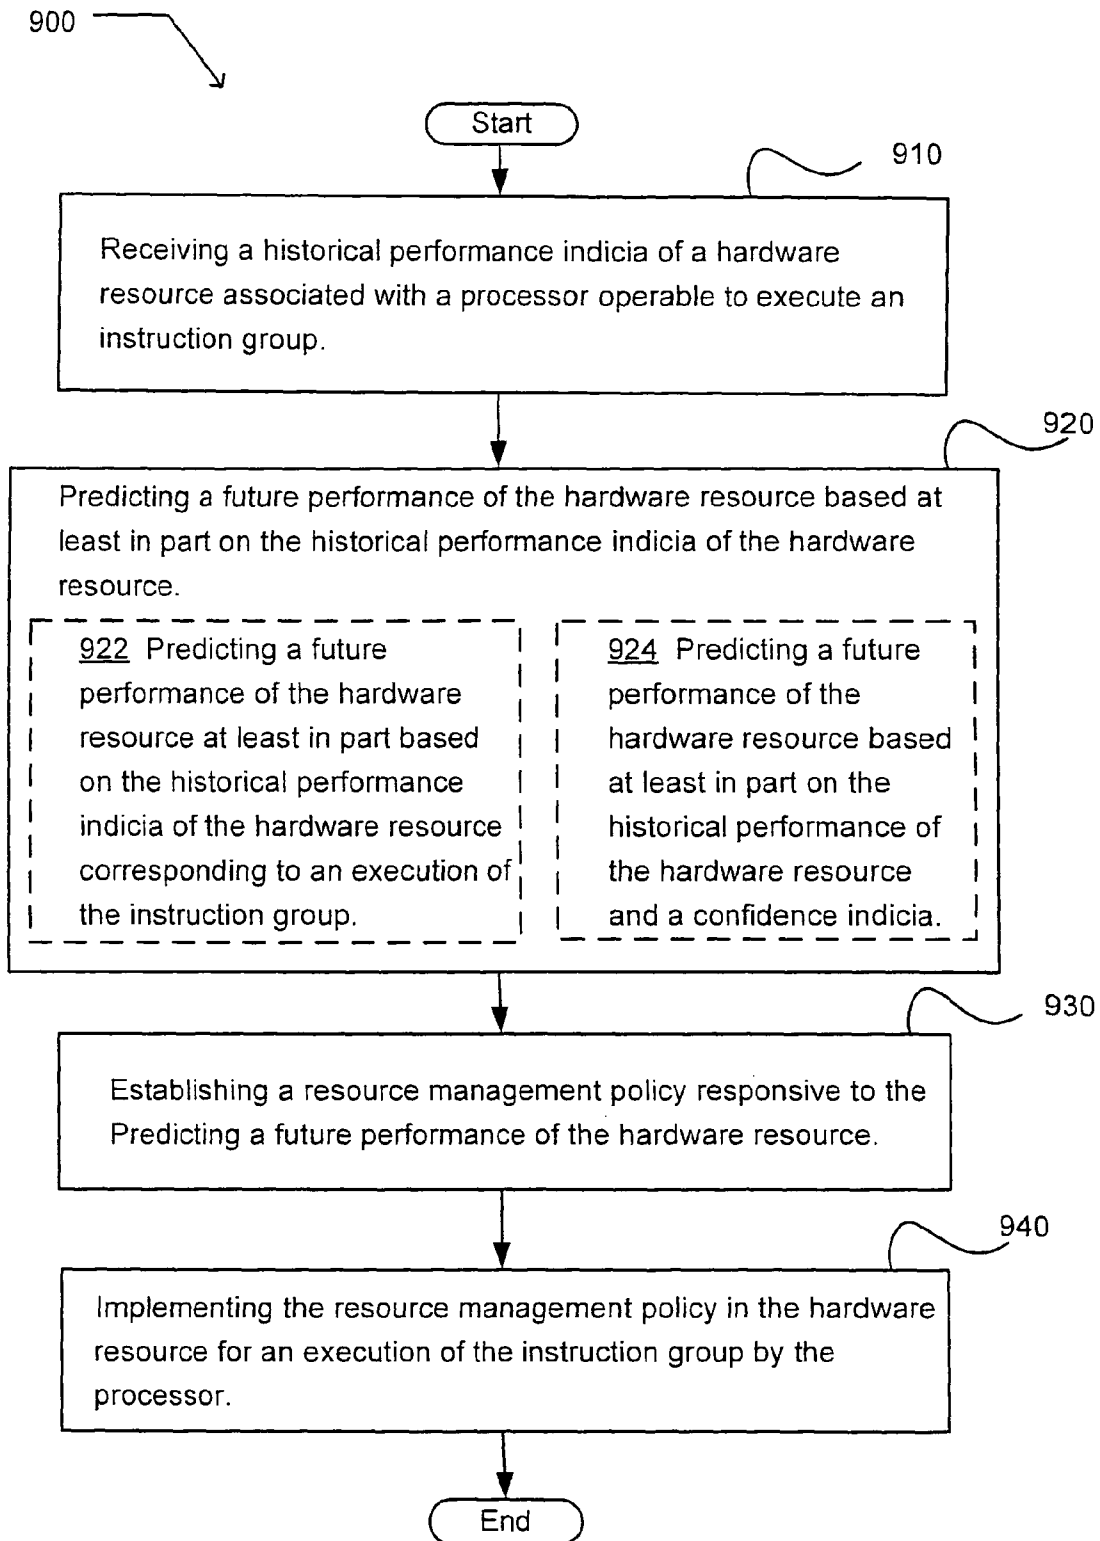 900
Start
910
Receiving a historical performance indicia of a hardware
resource associated with a processor operable to execute an
instruction group.
920
Predicting a future performance of the hardware resource based at
least in part on the historical performance indicia of the hardware
resource.
922 Predicting a future
performance of the hardware
resource at least in part based
on the historical performance
indicia of the hardware resource
corresponding to an execution of
the instruction group.
924 Predicting a future
performance of the
hardware resource based
at least in part on the
historical performance of
the hardware resource
and a confidence indicia.
930
Establishing a resource management policy responsive to the
Predicting a future performance of the hardware resource.
940
Implementing the resource management policy in the hardware
resource for an execution of the instruction group by the
processor.
End